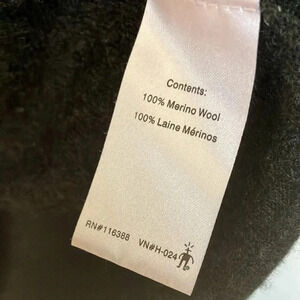 Contents:
100% Merino Wool
100% Laine Mérinos
RN#116388 VN#H-024